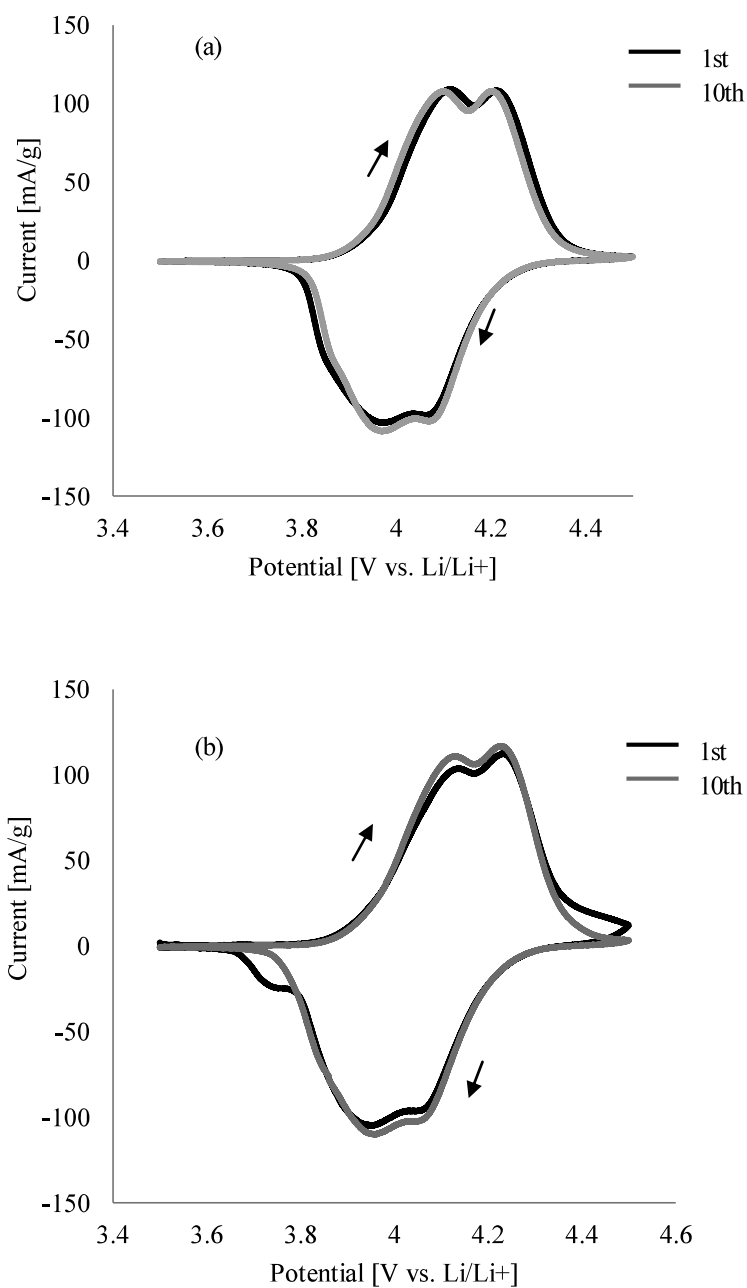 150
(a)
1st
10th
100
50
0
-50
-100
-150
Current [mA/g]
3.4
3.6
3.8
4
4.2
4.4
Potential [V vs. Li/Li+]
150
(b)
1st
10th
100
50
0
-50
-100
-150
Current [mA/g]
3.4
3.6
3.8
4
4.2
4.4
4.6
Potential [V vs. Li/Li+]